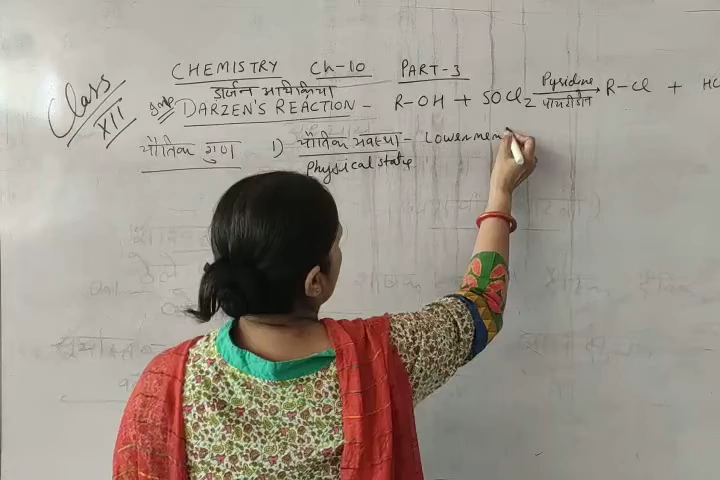 Class XII
CHEMISTRY Ch-10 PART-3
डार्जन अभिक्रिया
DARZEN'S REACTION - R-OH + SOCl2 Pyridine पायरीडीन → R-Cl + HC
भौतिक गुण 1) भौतिक अवस्था - Lower mem
Physical state